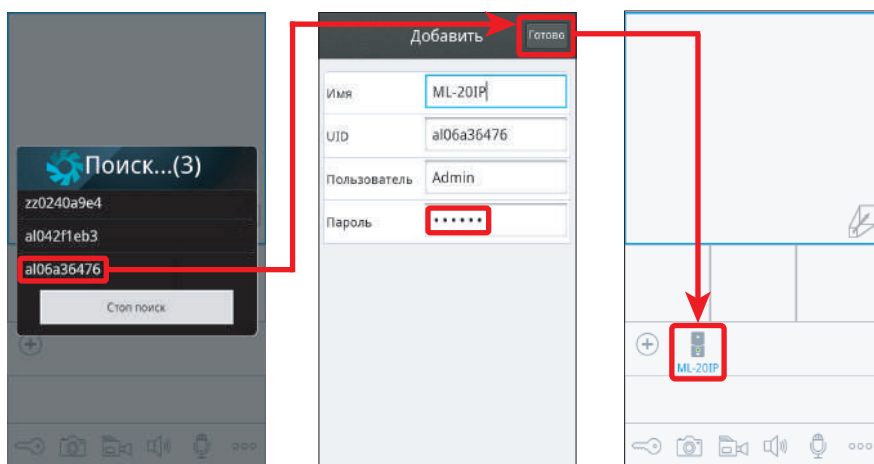 Поиск...(3)
zz0240a9e4
al042f1eb3
al06a36476
Стоп поиск
Добавить
Готово
Имя
ML-20IP
UID
al06a36476
Пользователь
Admin
Пароль
••••••
ML-20IP